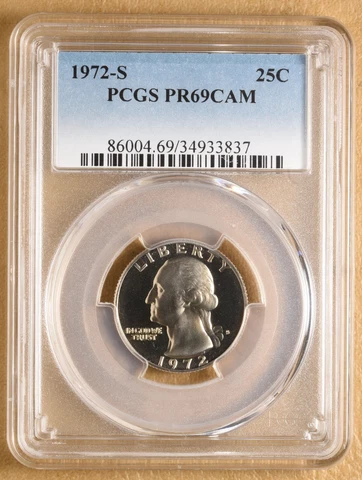 1972-S 25C
PCGS PR69CAM
86004.69/34933837
LIBERTY
IN GOD WE
TRUST
S
1972